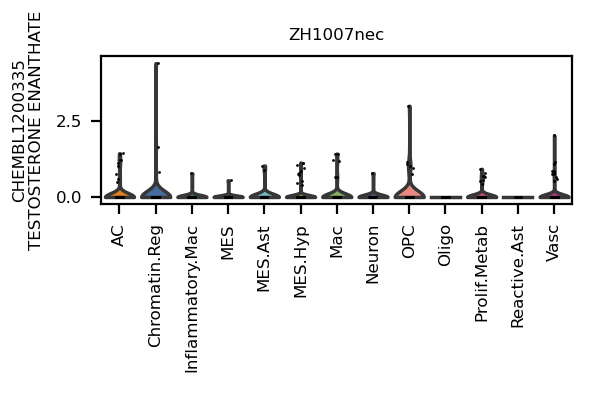 ZH1007nec
CHEMBL1200335
TESTOSTERONE ENANTHATE
2.5
0.0
AC
Chromatin.Reg
Inflammatory.Mac
MES
MES.Ast
MES.Hyp
Mac
Neuron
OPC
Oligo
Prolif.Metab
Reactive.Ast
Vasc